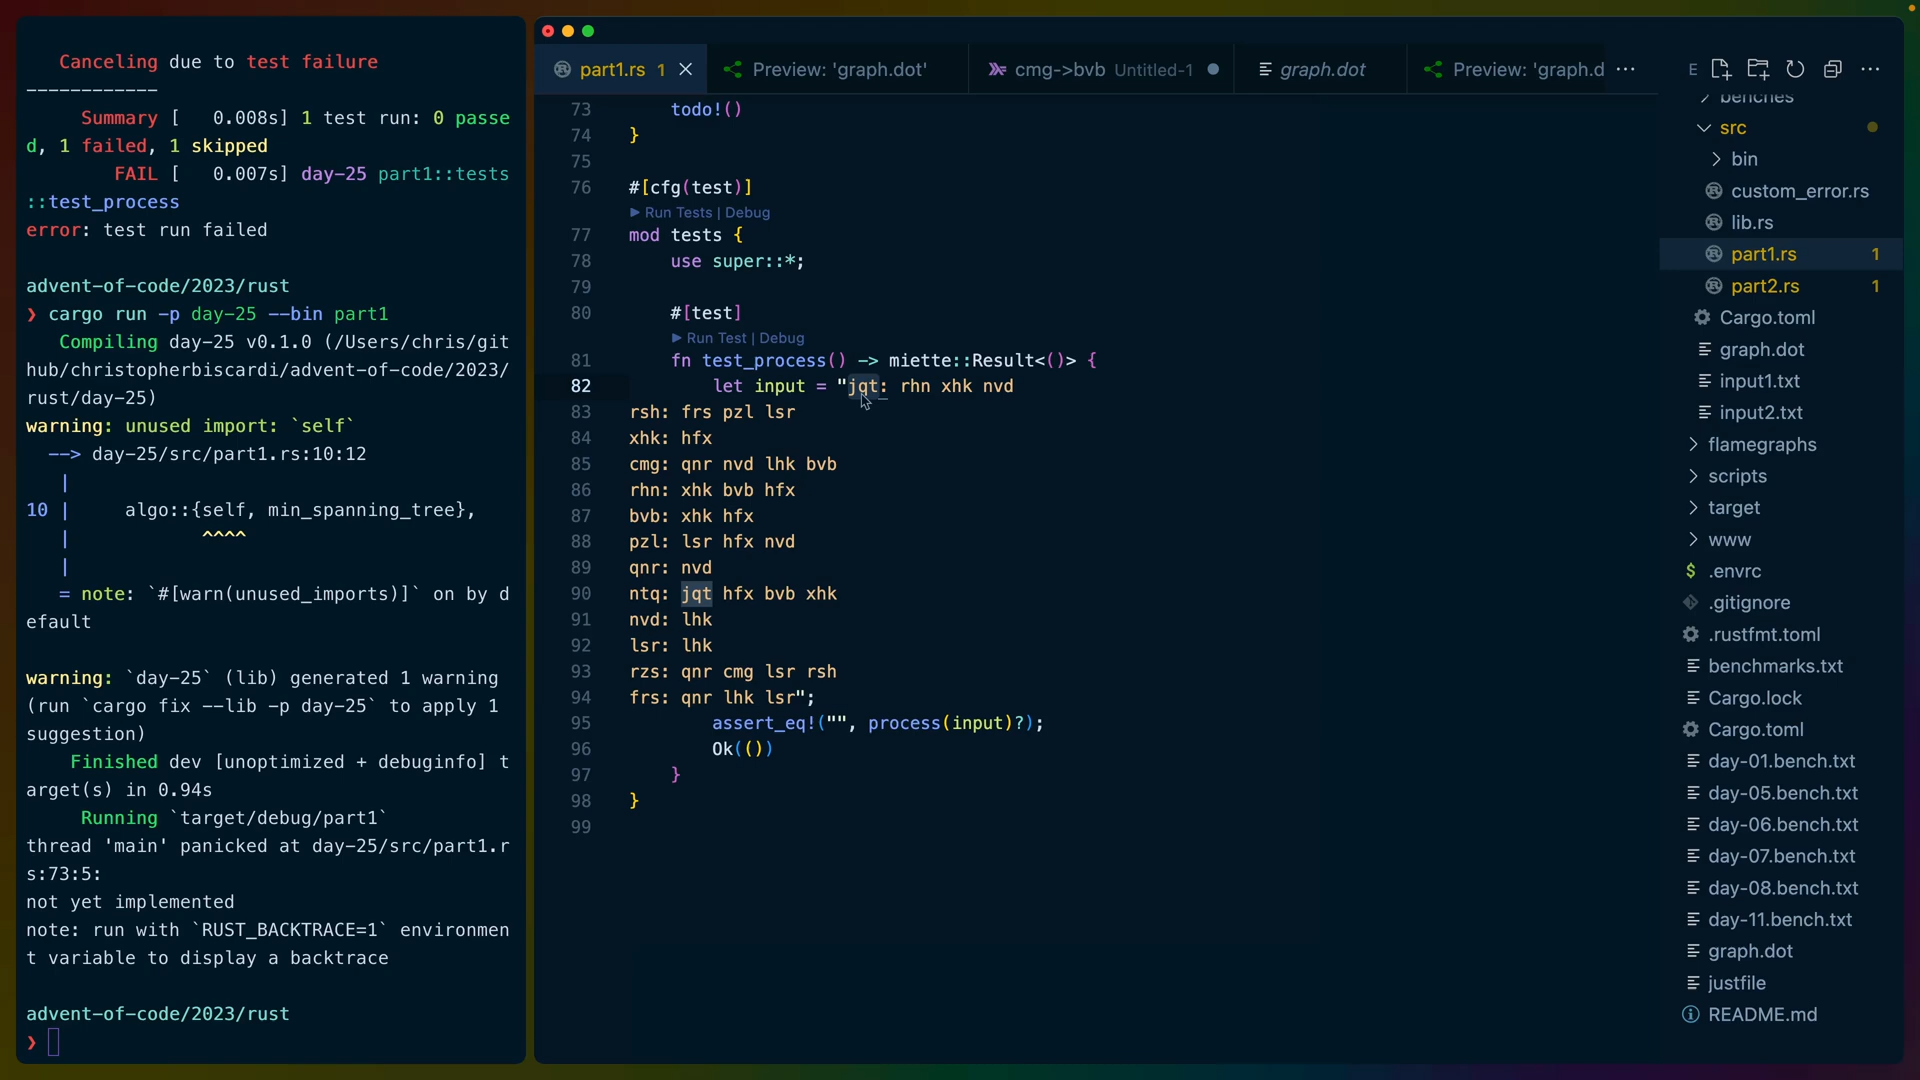 Canceling due to test failure
------------
Summary [   0.008s] 1 test run: 0 passe
d, 1 failed, 1 skipped
FAIL [   0.007s] day-25 part1::tests
::test_process
error: test run failed
advent-of-code/2023/rust
❯ cargo run -p day-25 --bin part1
Compiling day-25 v0.1.0 (/Users/chris/git
hub/christopherbiscardi/advent-of-code/2023/
rust/day-25)
warning: unused import: `self`
--> day-25/src/part1.rs:10:12
|
10 |     algo::{self, min_spanning_tree},
|            ^^^^
|
= note: `#[warn(unused_imports)]` on by d
efault
warning: `day-25` (lib) generated 1 warning
(run `cargo fix --lib -p day-25` to apply 1
suggestion)
Finished dev [unoptimized + debuginfo] t
arget(s) in 0.94s
Running `target/debug/part1`
thread 'main' panicked at day-25/src/part1.r
s:73:5:
not yet implemented
note: run with `RUST_BACKTRACE=1` environmen
t variable to display a backtrace
advent-of-code/2023/rust
❯
part1.rs 1
Preview: 'graph.dot'
cmg->bvb Untitled-1
graph.dot
Preview: 'graph.d
73 todo!()
74 }
75
76 #[cfg(test)]
▶ Run Tests | Debug
77 mod tests {
78 use super::*;
79
80 #[test]
▶ Run Test | Debug
81 fn test_process() -> miette::Result<()> {
82 let input = "jqt: rhn xhk nvd
83 rsh: frs pzl lsr
84 xhk: hfx
85 cmg: qnr nvd lhk bvb
86 rhn: xhk bvb hfx
87 bvb: xhk hfx
88 pzl: lsr hfx nvd
89 qnr: nvd
90 ntq: jqt hfx bvb xhk
91 nvd: lhk
92 lsr: lhk
93 rzs: qnr cmg lsr rsh
94 frs: qnr lhk lsr";
95 assert_eq!("", process(input)?);
96 Ok(())
97 }
98 }
99
E
benches
src
bin
custom_error.rs
lib.rs
part1.rs 1
part2.rs 1
Cargo.toml
graph.dot
input1.txt
input2.txt
flamegraphs
scripts
target
www
.envrc
.gitignore
.rustfmt.toml
benchmarks.txt
Cargo.lock
Cargo.toml
day-01.bench.txt
day-05.bench.txt
day-06.bench.txt
day-07.bench.txt
day-08.bench.txt
day-11.bench.txt
graph.dot
justfile
README.md